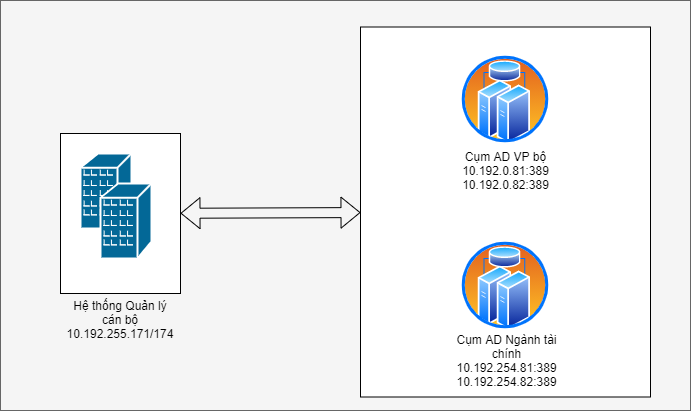 Cụm AD VP bộ
10.192.0.81:389
10.192.0.82:389
Hệ thống Quản lý
cán bộ
10.192.255.171/174
Cụm AD Ngành tài
chính
10.192.254.81:389
10.192.254.82:389